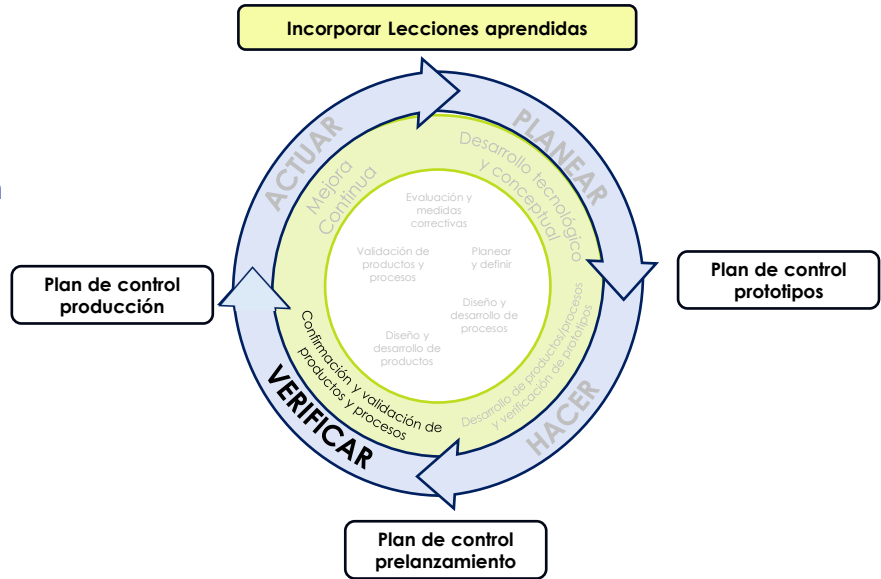 Incorporar Lecciones aprendidas
ACTUAR
PLANEAR
Mejora
Continua
Desarrollo tecnológico
y conceptual
Evaluación y
medidas
correctivas
Validación de
productos y
procesos
Planear
y definir
Plan de control
producción
Plan de control
prototipos
Diseño y
desarrollo de
procesos
Diseño y
desarrollo de
productos
Confirmación y validación de
productos y procesos
Desarrollo de productos/procesos
y verificación de prototipos
VERIFICAR
HACER
Plan de control
prelanzamiento